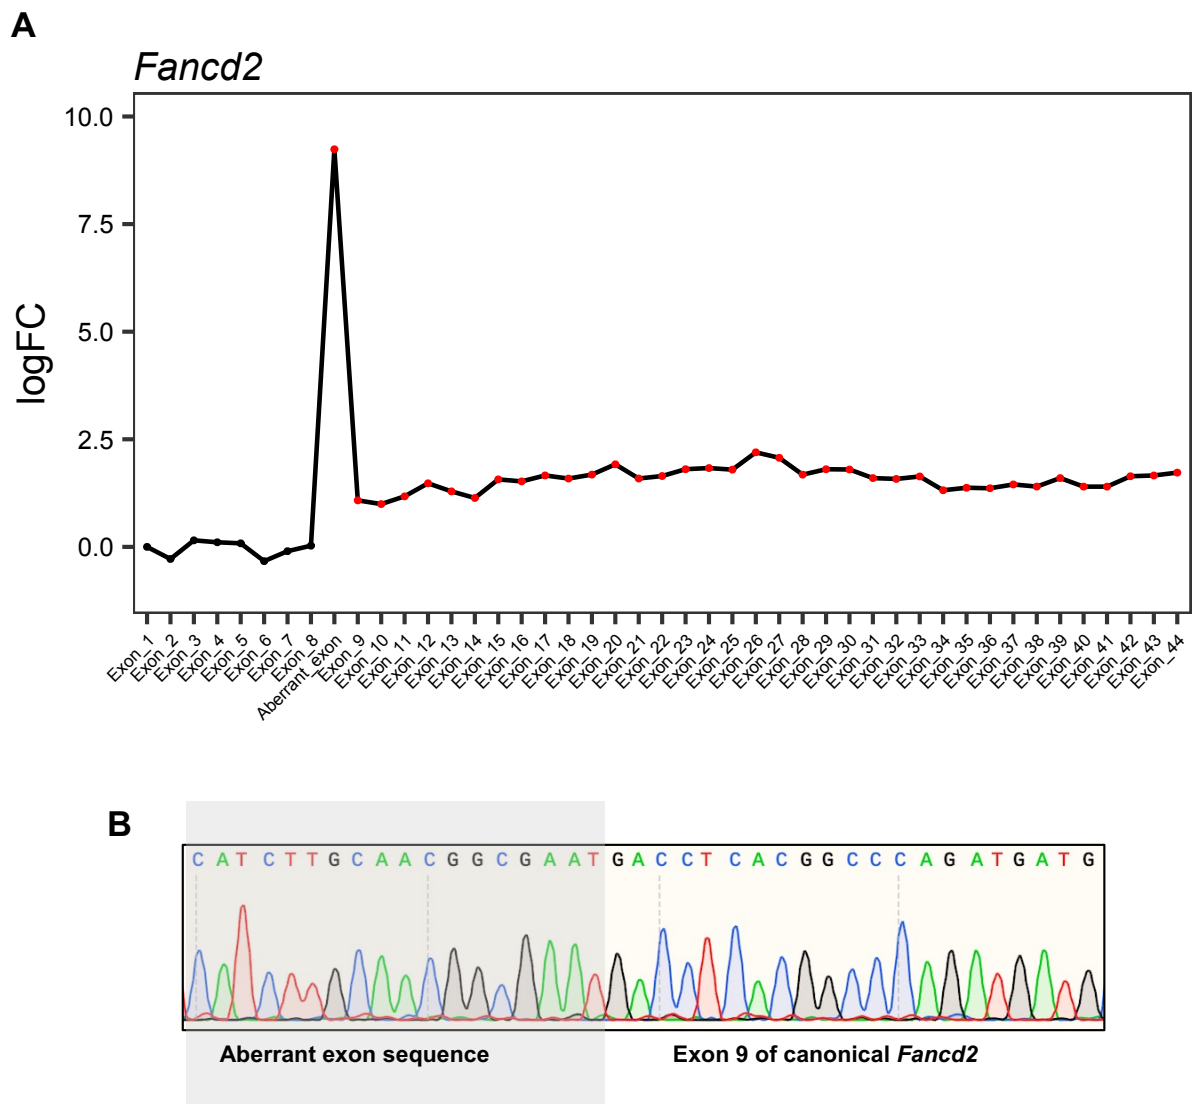 A
Fancd2
10.0
7.5
5.0
2.5
0.0
logFC
Exon_1
Exon_2
Exon_3
Exon_4
Exon_5
Exon_6
Exon_7
Exon_8
Aberrant_exon
Exon_9
Exon_10
Exon_11
Exon_12
Exon_13
Exon_14
Exon_15
Exon_16
Exon_17
Exon_18
Exon_19
Exon_20
Exon_21
Exon_22
Exon_23
Exon_24
Exon_25
Exon_26
Exon_27
Exon_28
Exon_29
Exon_30
Exon_31
Exon_32
Exon_33
Exon_34
Exon_35
Exon_36
Exon_37
Exon_38
Exon_39
Exon_40
Exon_41
Exon_42
Exon_43
Exon_44
B
C A T C T T G C A A C G G C G A A T G A C C T C A C G G C C C A G A T G A T G
Aberrant exon sequence
Exon 9 of canonical Fancd2